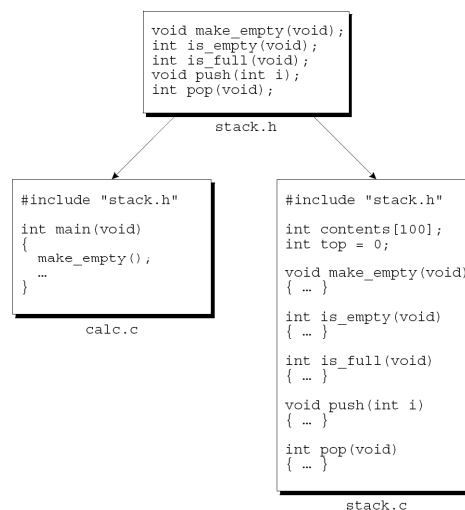 void make_empty(void);
int is_empty(void);
int is_full(void);
void push(int i);
int pop(void);
stack.h
#include "stack.h"
int main(void)
{
make_empty();
…
}
calc.c
#include "stack.h"
int contents[100];
int top = 0;
void make_empty(void)
{ … }
int is_empty(void)
{ … }
int is_full(void)
{ … }
void push(int i)
{ … }
int pop(void)
{ … }
stack.c